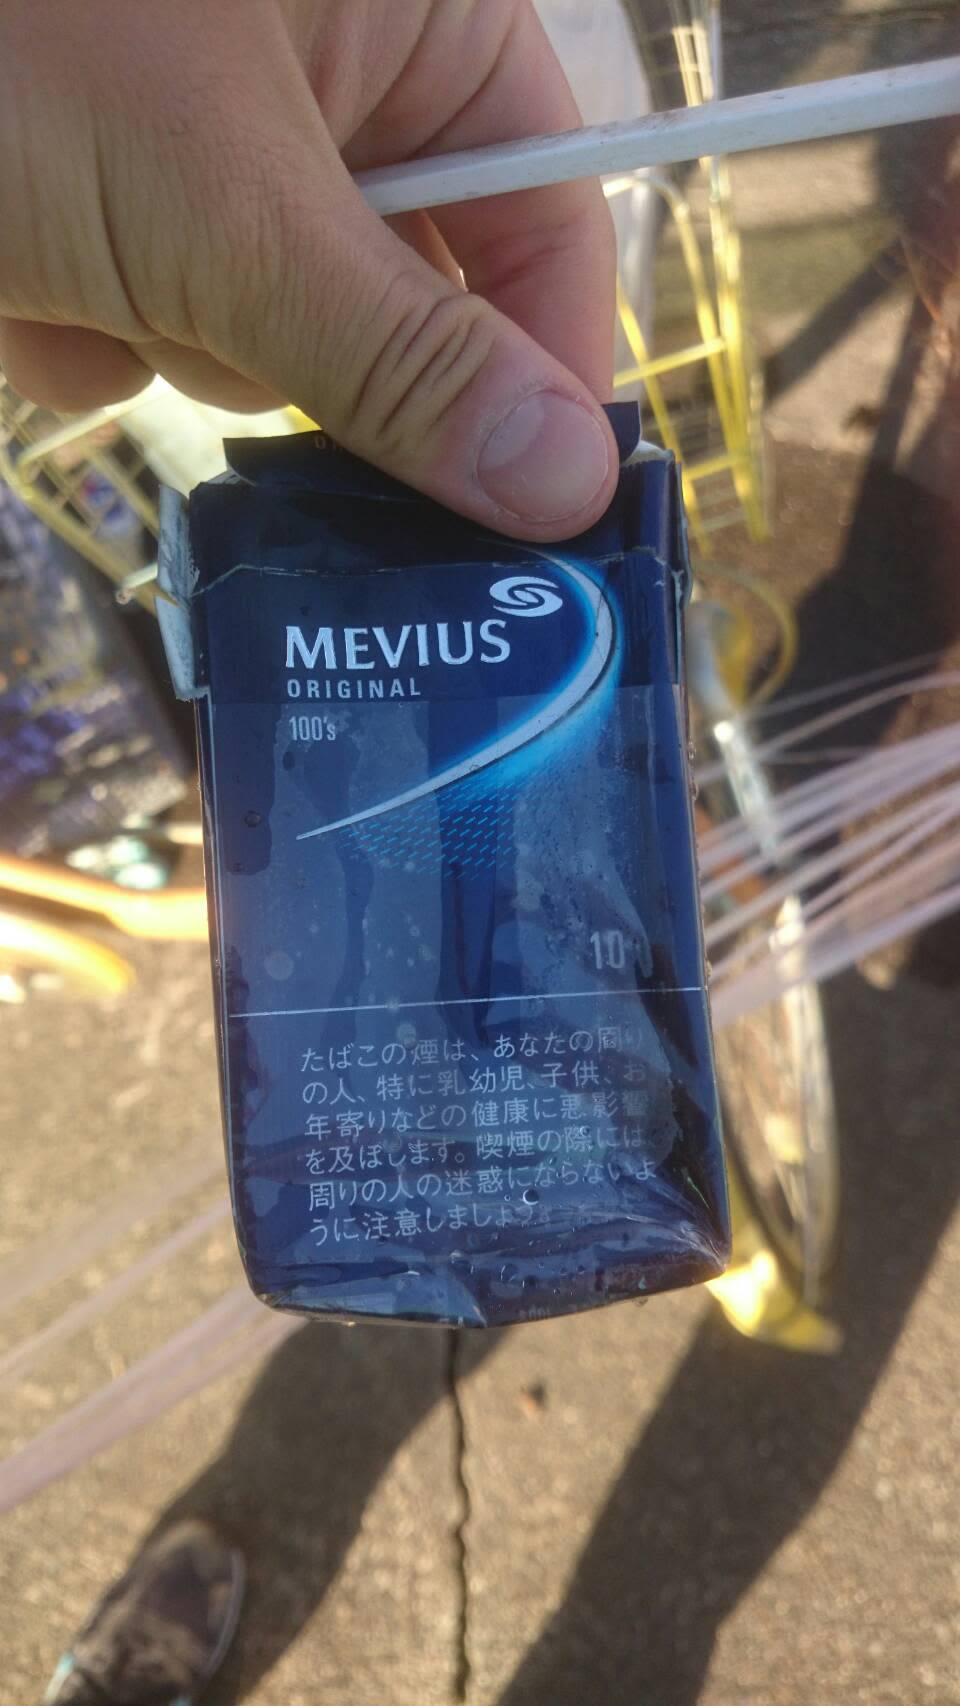 MEVIUS
ORIGINAL
100's
10
たばこの煙は、あなたの周り
の人、特に乳幼児、子供、お
年寄りなどの健康に悪影響
を及ぼします。喫煙の際には
周りの人の迷惑にならないよ
うに注意しましょう。